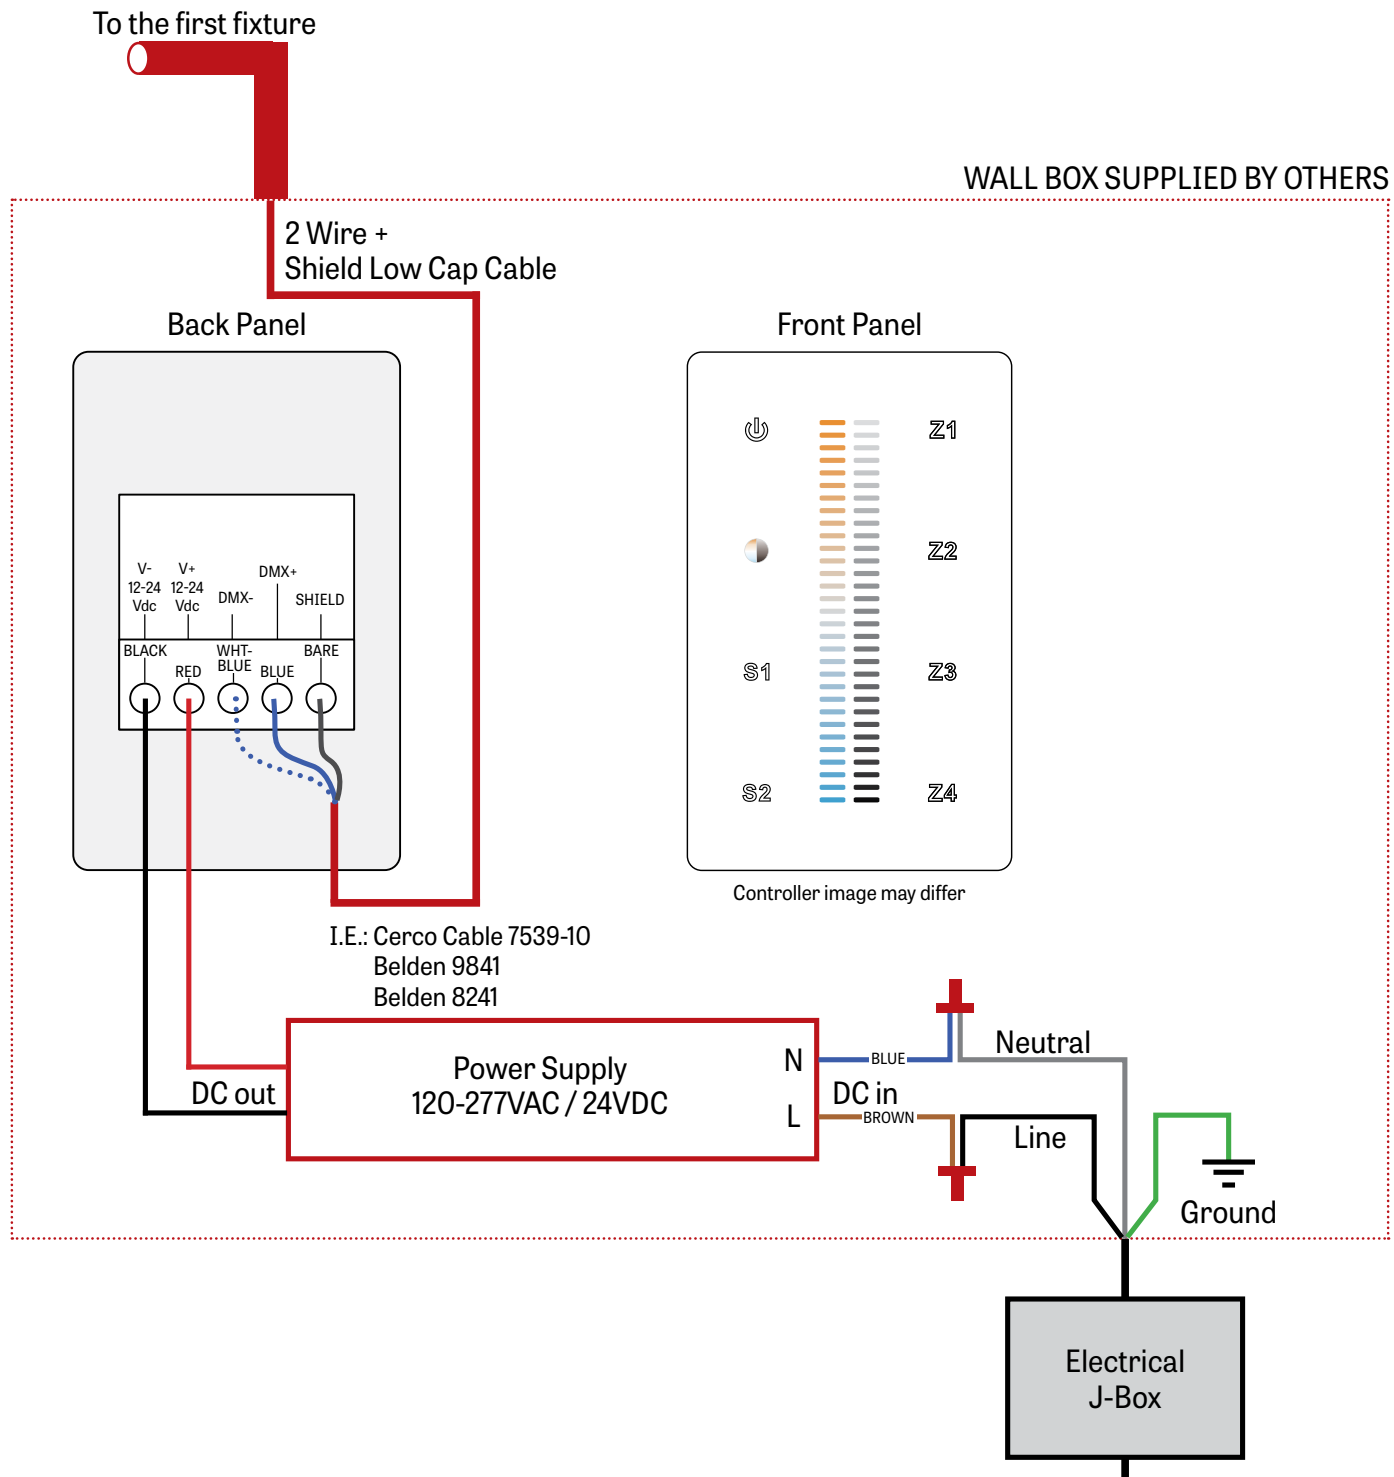 To the first fixture
WALL BOX SUPPLIED BY OTHERS
2 Wire +
Shield Low Cap Cable
Back Panel
Front Panel
V-
12-24
Vdc
V+
12-24
Vdc
DMX-
DMX+
SHIELD
BLACK
RED
WHT-
BLUE
BLUE
BARE
Z1
Z2
S1
Z3
S2
Z4
Controller image may differ
I.E.: Cerco Cable 7539-10
Belden 9841
Belden 8241
Power Supply
120-277VAC / 24VDC
DC out
N
L
BLUE
DC in
BROWN
Neutral
Line
Ground
Electrical
J-Box